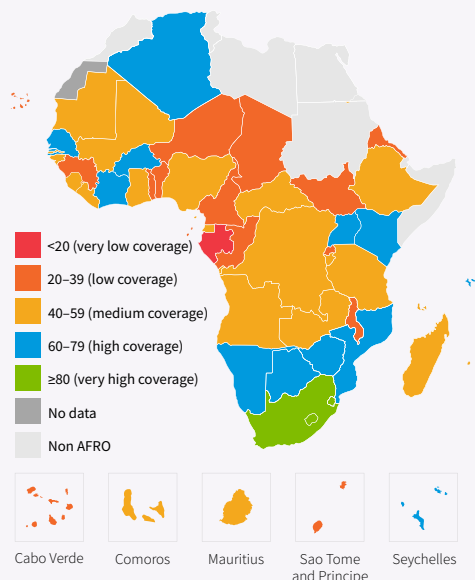 <20 (very low coverage)
20–39 (low coverage)
40–59 (medium coverage)
60–79 (high coverage)
≥80 (very high coverage)
No data
Non AFRO
Cabo Verde
Comoros
Mauritius
Sao Tome
and Principe
Seychelles